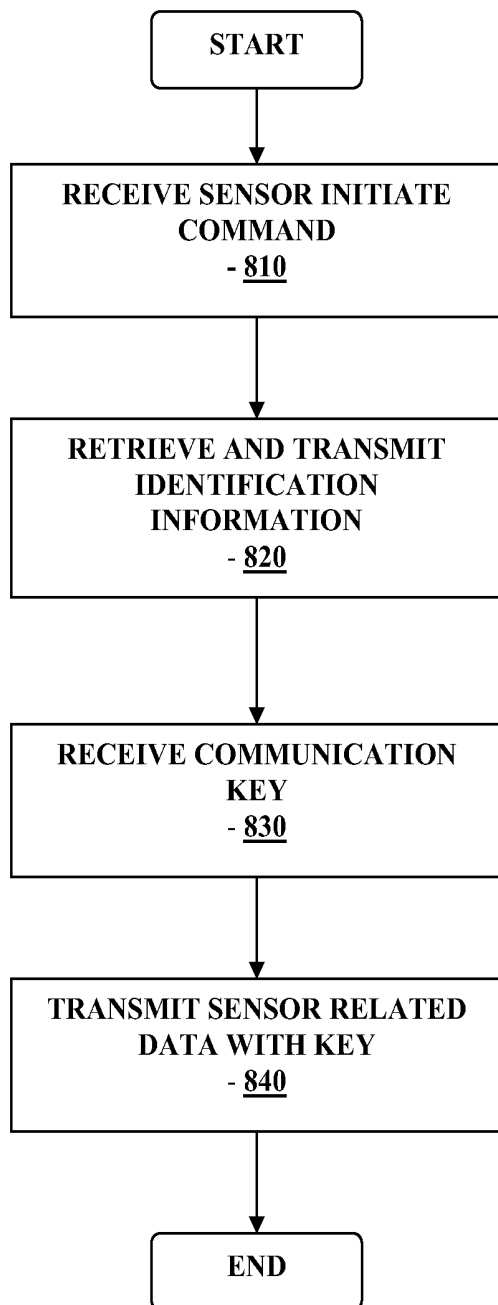 START
RECEIVE SENSOR INITIATE
COMMAND
- 810
RETRIEVE AND TRANSMIT
IDENTIFICATION
INFORMATION
- 820
RECEIVE COMMUNICATION
KEY
- 830
TRANSMIT SENSOR RELATED
DATA WITH KEY
- 840
END